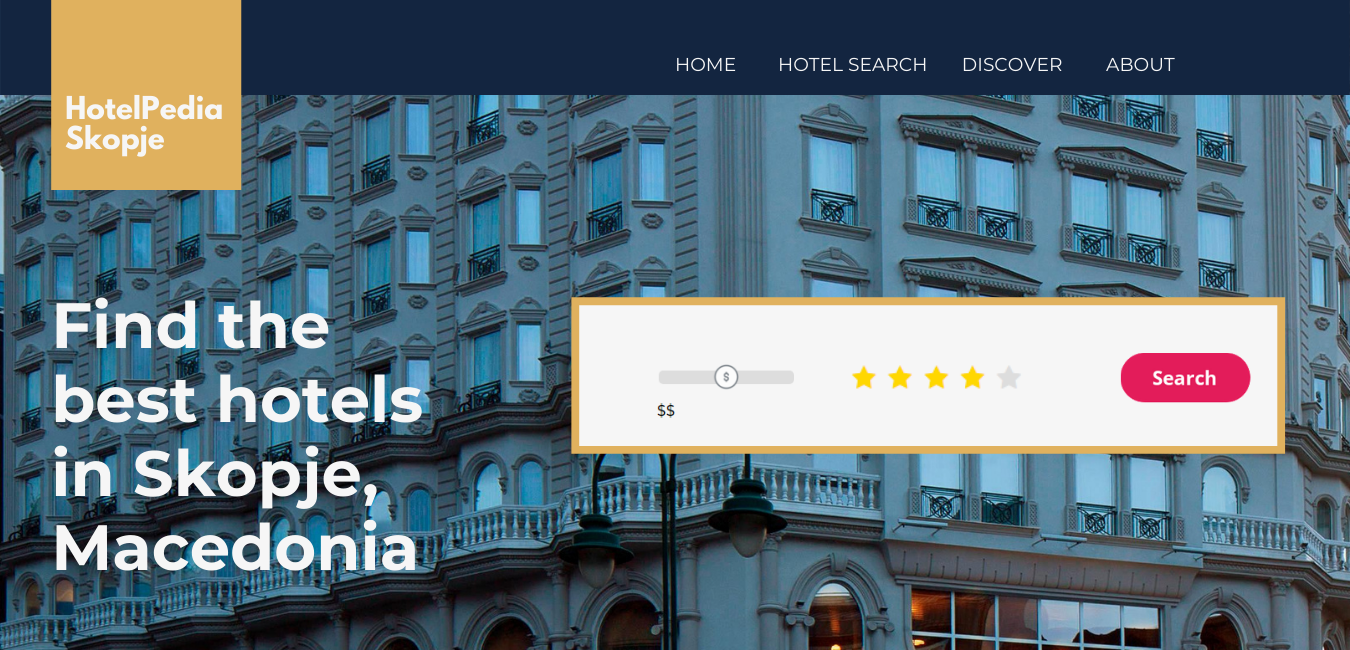 HOME HOTEL SEARCH DISCOVER ABOUT
HotelPedia
Skopje
Find the
best hotels
in Skopje,
Macedonia
$
Search
$$